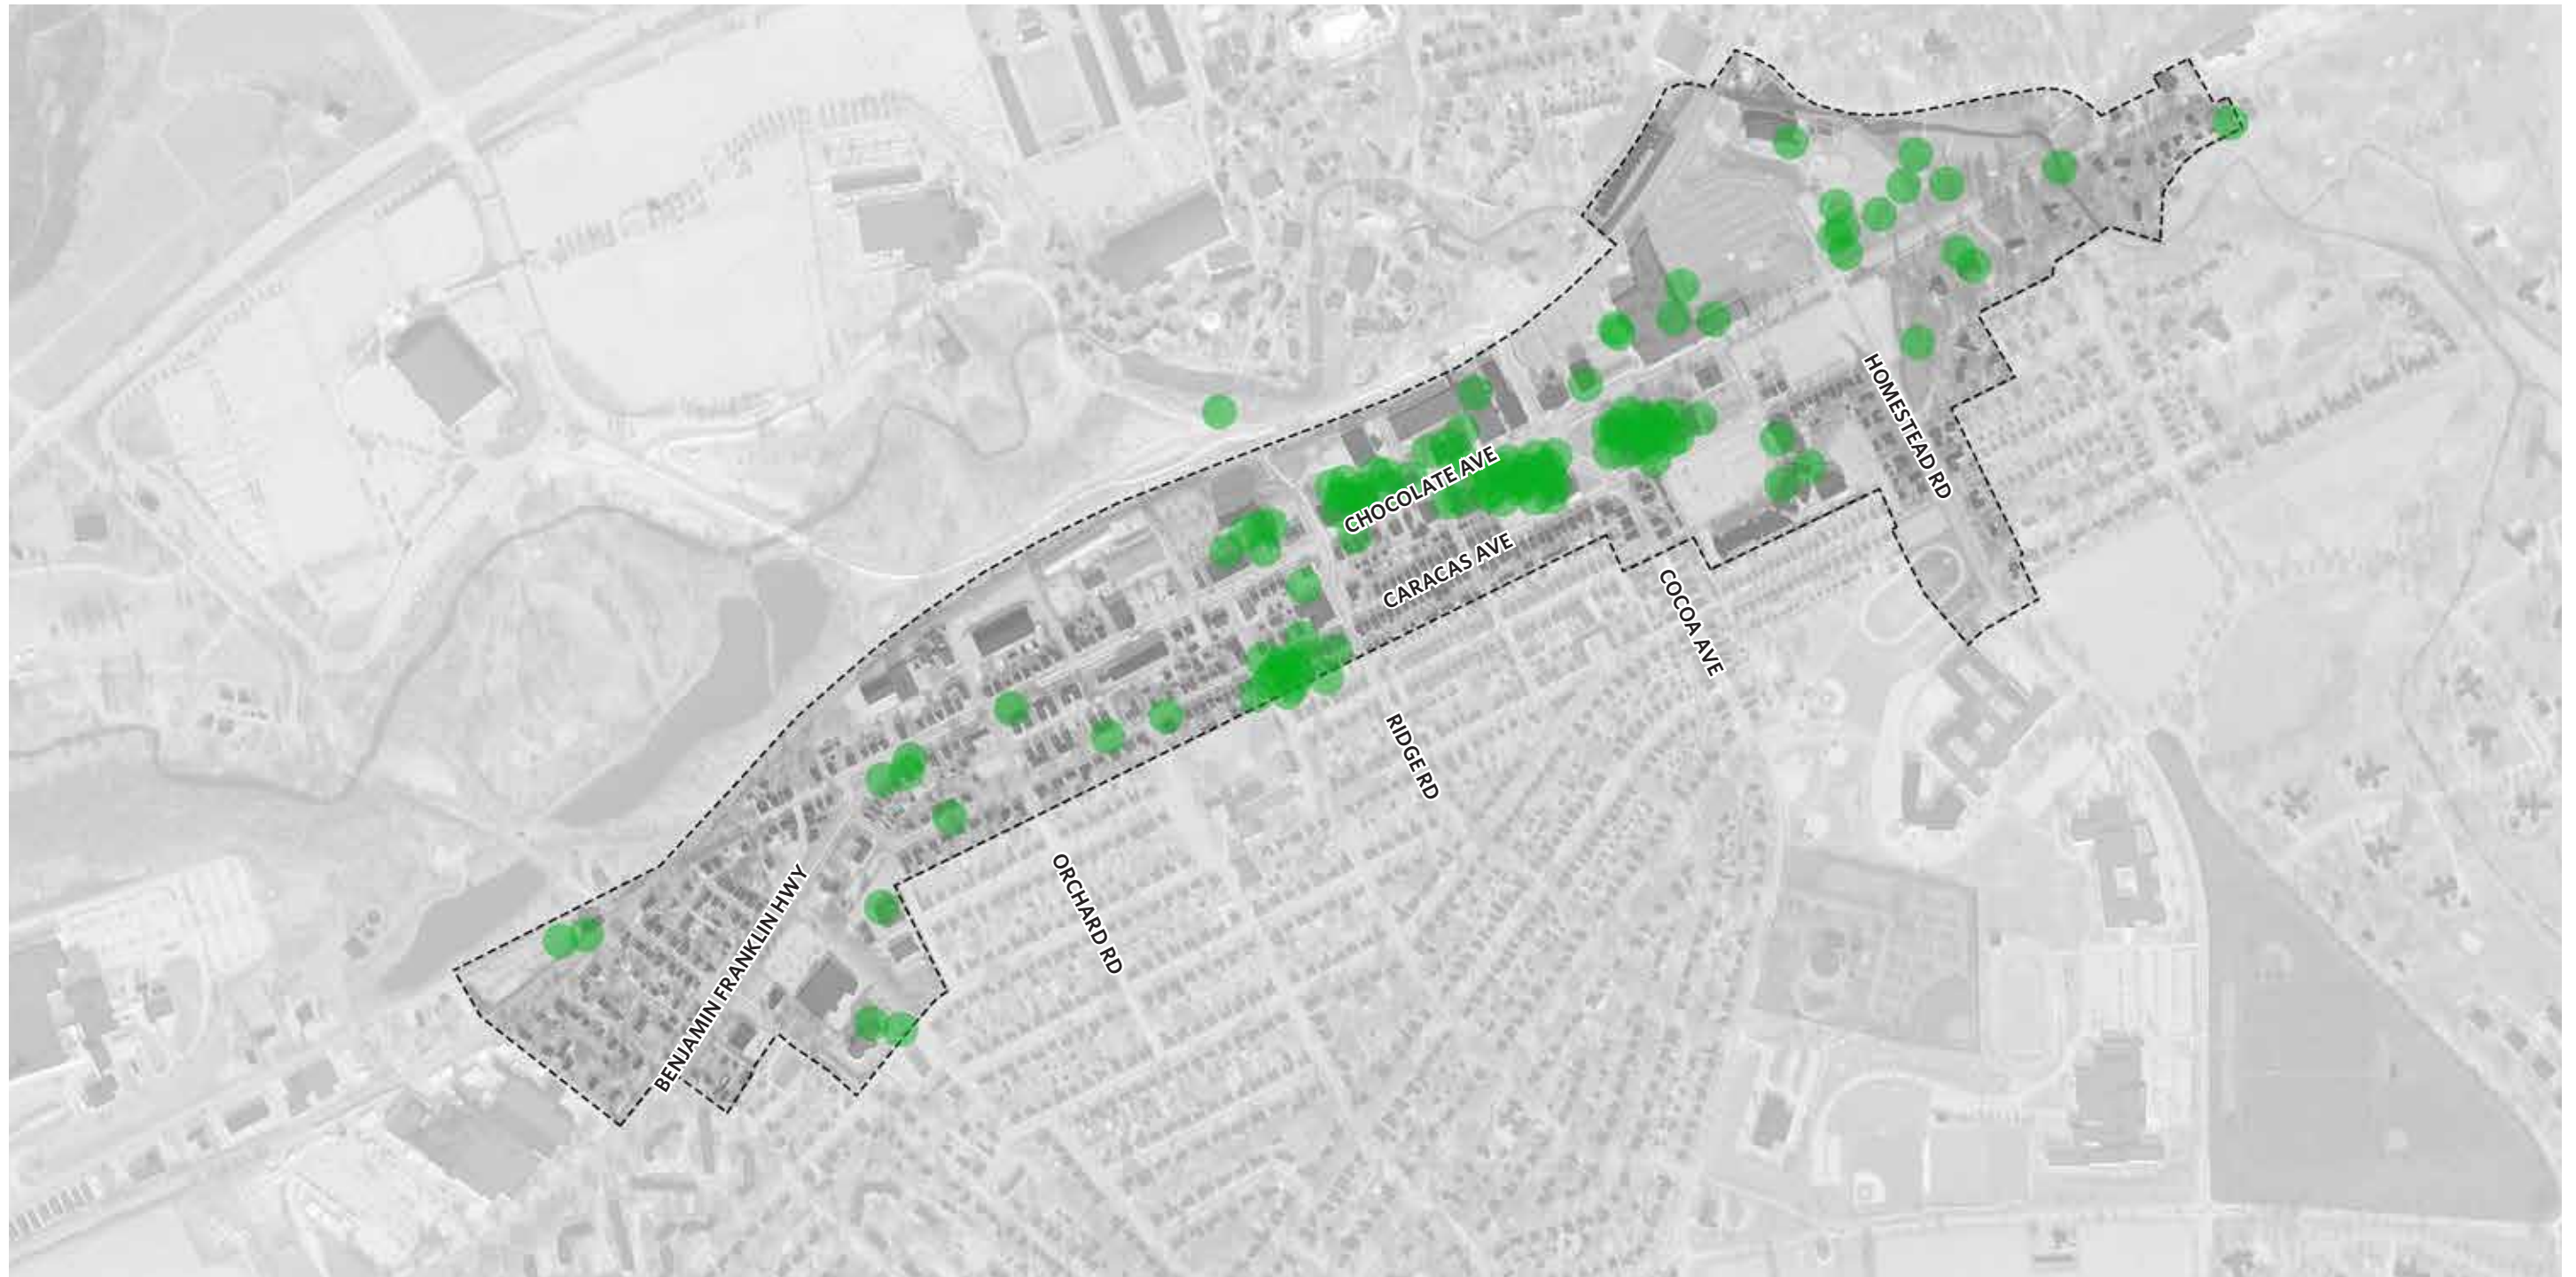 HOMESTEAD RD
CHOCOLATE AVE
CARACAS AVE
COCOA AVE
RIDGE RD
ORCHARD RD
BENJAMIN FRANKLIN HWY